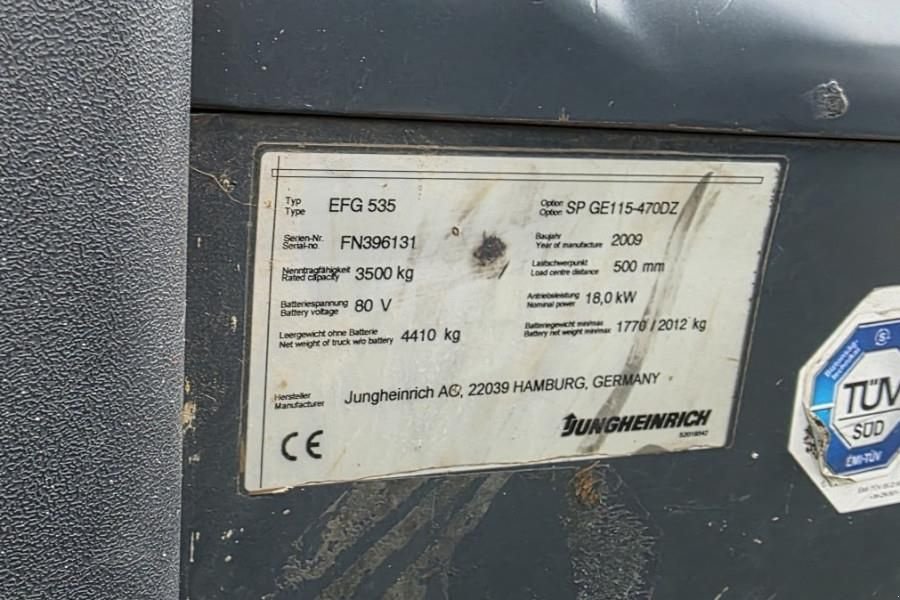 Typ
Type EFG 535
Option
Option SP GE115-470DZ
Serien-Nr.
Serial-no. FN396131
Baujahr
Year of manufacture 2009
Nenntragfähigkeit
Rated capacity 3500 kg
Lastschwerpunkt
Load centre distance 500 mm
Batteriespannung
Battery voltage 80 V
Antriebsleistung
Nominal power 18,0 kW
Leergewicht ohne Batterie
Net weight of truck w/o battery 4410 kg
Batteriegewicht min/max
Battery net weight min/max 1770 / 2012 kg
Hersteller
Manufacturer Jungheinrich AG, 22039 HAMBURG, GERMANY
JUNGHEINRICH
CE
TÜV
SÜD
ÉMI-TÜV